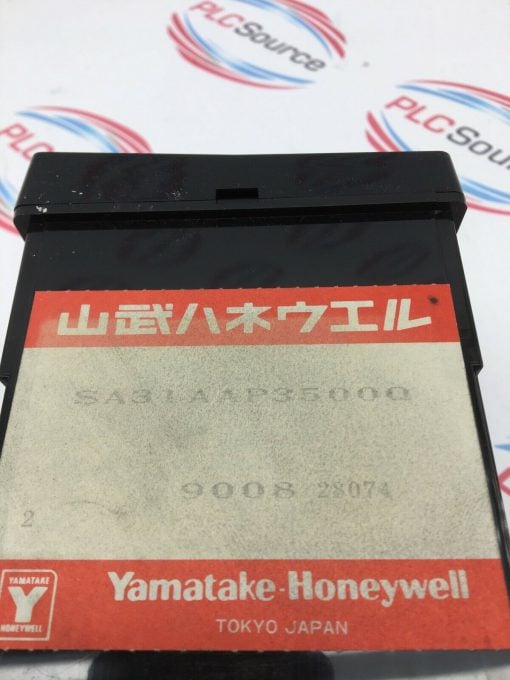 PLC Source
PLC Source
PLC
山武ハネウエル
SA31AAP3500Q
9008 28074
2
YAMATAKE
Y
HONEYWELL
Yamatake-Honeywell
TOKYO JAPAN